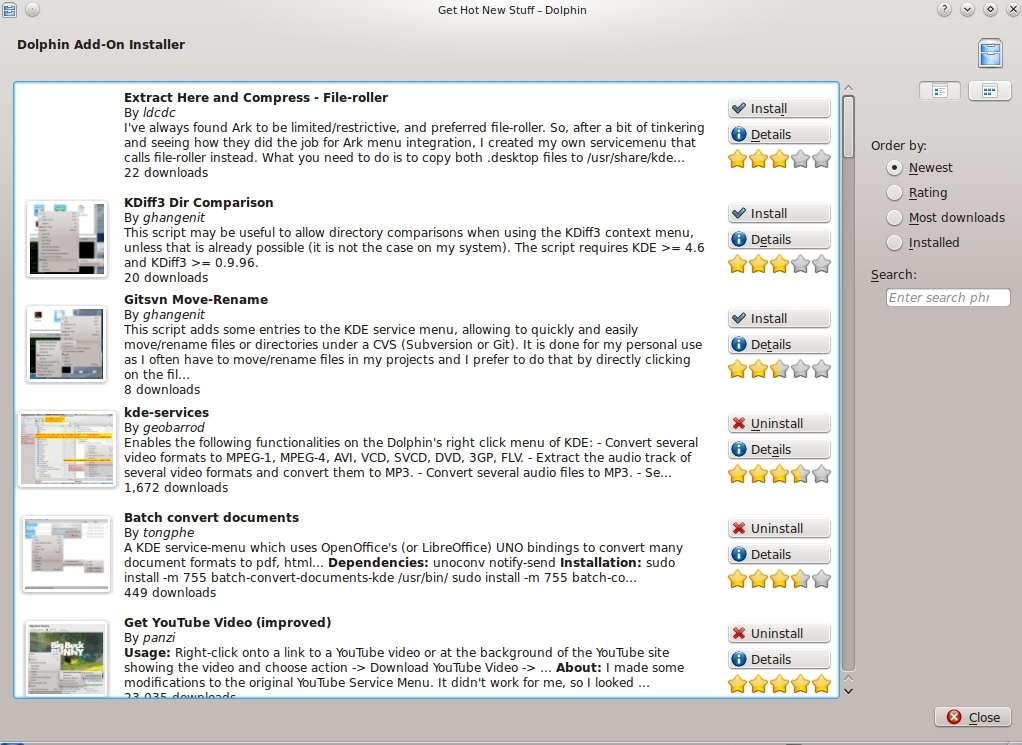 Get Hot New Stuff – Dolphin
Dolphin Add-On Installer
Extract Here and Compress - File-roller
By ldcdc
I've always found Ark to be limited/restrictive, and preferred file-roller. So, after a bit of tinkering
and seeing how they did the job for Ark menu integration, I created my own servicemenu that
calls file-roller instead. What you need to do is to copy both .desktop files to /usr/share/kde...
22 downloads
Install
Details
KDiff3 Dir Comparison
By ghangenit
This script may be useful to allow directory comparisons when using the KDiff3 context menu,
unless that is already possible (it is not the case on my system). The script requires KDE >= 4.6
and KDiff3 >= 0.9.96.
20 downloads
Install
Details
Gitsvn Move-Rename
By ghangenit
This script adds some entries to the KDE service menu, allowing to quickly and easily
move/rename files or directories under a CVS (Subversion or Git). It is done for my personal use
as I often have to move/rename files in my projects and I prefer to do that by directly clicking
on the fil...
8 downloads
Install
Details
kde-services
By geobarrod
Enables the following functionalities on the Dolphin's right click menu of KDE: - Convert several
video formats to MPEG-1, MPEG-4, AVI, VCD, SVCD, DVD, 3GP, FLV. - Extract the audio track of
several video formats and convert them to MP3. - Convert several audio files to MP3. - Se...
1,672 downloads
Uninstall
Details
Batch convert documents
By tongphe
A KDE service-menu which uses OpenOffice's (or LibreOffice) UNO bindings to convert many
document formats to pdf, html... Dependencies: unoconv notify-send Installation: sudo
install -m 755 batch-convert-documents-kde /usr/bin/ sudo install -m 755 batch-co...
449 downloads
Uninstall
Details
Big Buck
BUNNY
Get YouTube Video (improved)
By panzi
Usage: Right-click onto a link to a YouTube video or at the background of the YouTube site
showing the video and choose action -> Download YouTube Video -> ... About: I made some
modifications to the original YouTube Service Menu. It didn't work for me, so I looked ...
23,035 downloads
Uninstall
Details
Order by:
Newest
Rating
Most downloads
Installed
Search:
Enter search phr
Close